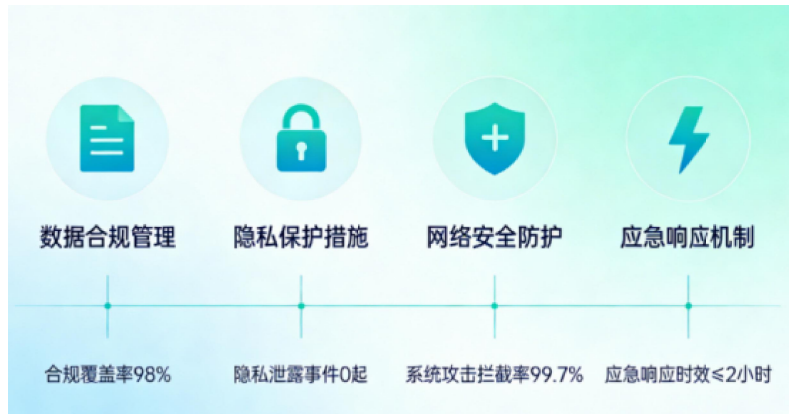 数据合规管理
隐私保护措施
网络安全防护
应急响应机制
合规覆盖率98%
隐私泄露事件0起
系统攻击拦截率99.7%
应急响应时效≤2小时